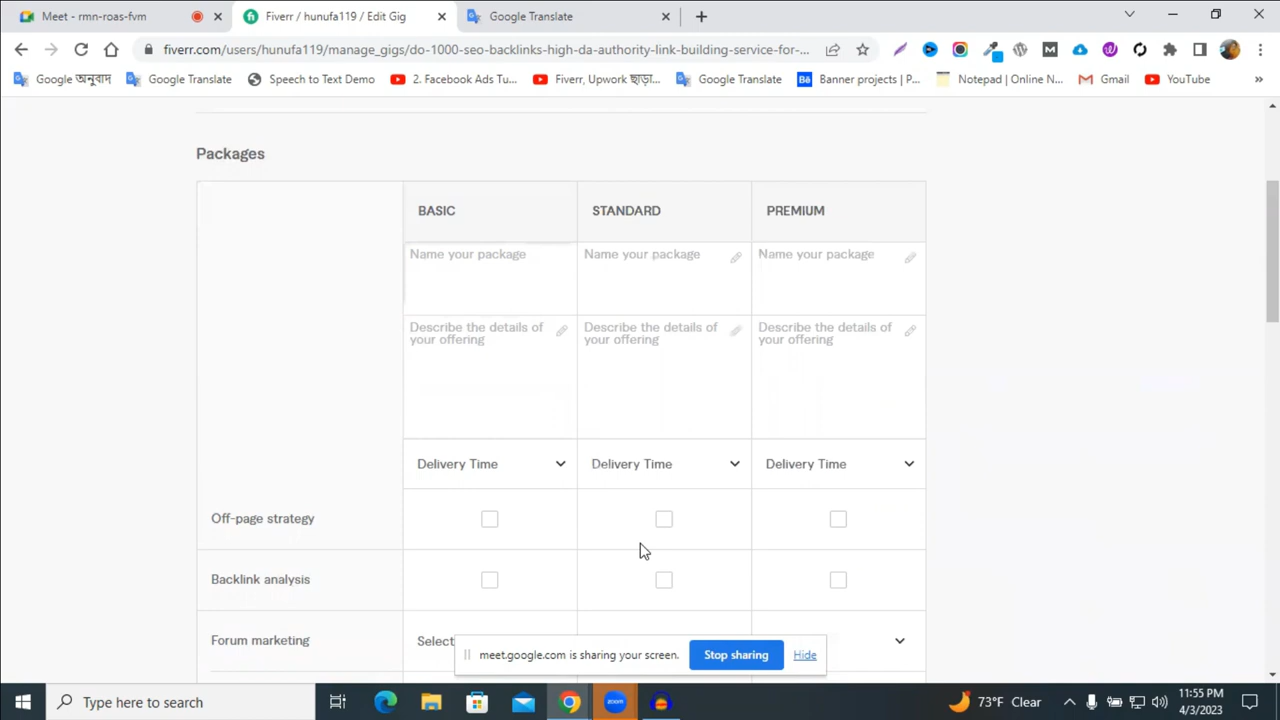 Meet - rmn-roas-fvm
Fiverr / hunufa119 / Edit Gig
Google Translate
fiverr.com/users/hunufa119/manage_gigs/do-1000-seo-backlinks-high-da-authority-link-building-service-for-...
Google অনুবাদ
Google Translate
Speech to Text Demo
2. Facebook Ads Tu...
Fiverr, Upwork ছাড়া...
Google Translate
Banner projects | P...
Notepad | Online N...
Gmail
YouTube
Packages
BASIC STANDARD PREMIUM
Name your package Name your package Name your package
Describe the details of Describe the details of Describe the details of
your offering your offering your offering
Delivery Time Delivery Time Delivery Time
Off-page strategy
Backlink analysis
Forum marketing Select
meet.google.com is sharing your screen. Stop sharing Hide
Type here to search
73°F Clear
11:55 PM
4/3/2023